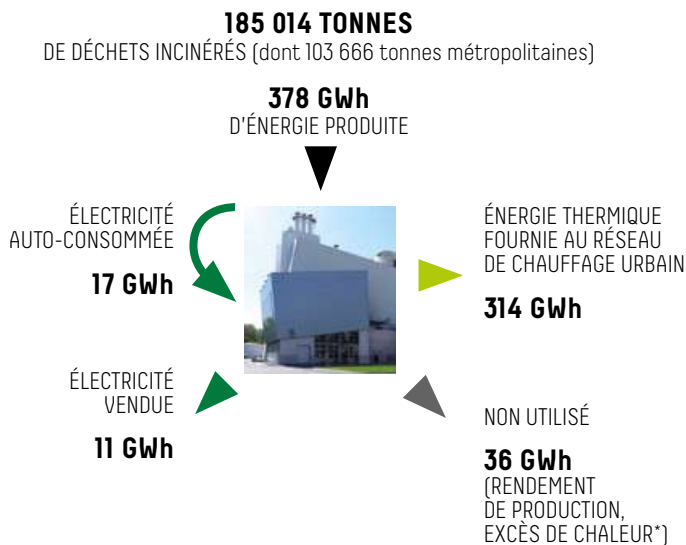 185 014 TONNES
DE DÉCHETS INCINÉRÉS (dont 103 666 tonnes métropolitaines)
378 GWh
D'ÉNERGIE PRODUITE
ÉLECTRICITÉ
AUTO-CONSOMMÉE
17 GWh
ÉNERGIE THERMIQUE
FOURNIE AU RÉSEAU
DE CHAUFFAGE URBAIN
314 GWh
ÉLECTRICITÉ
VENDUE
11 GWh
NON UTILISÉ
36 GWh
(RENDEMENT
DE PRODUCTION,
EXCÈS DE CHALEUR*)